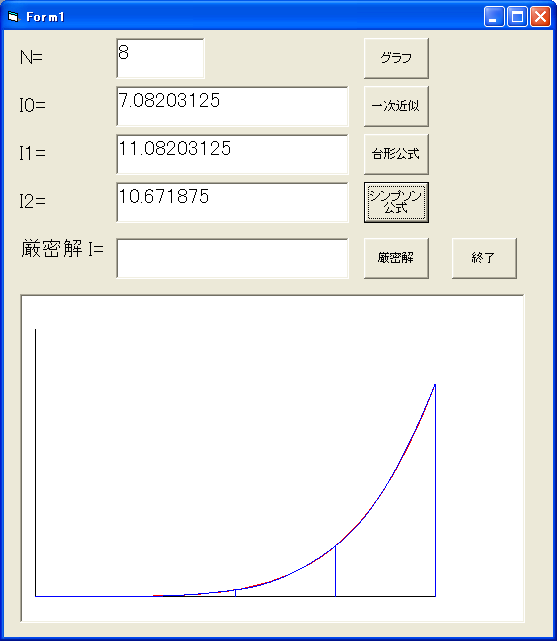 Form1
N=
8
グラフ
I0=
7.08203125
一次近似
I1=
11.08203125
台形公式
I2=
10.671875
シンプソン
公式
厳密解 I=
厳密解
終了